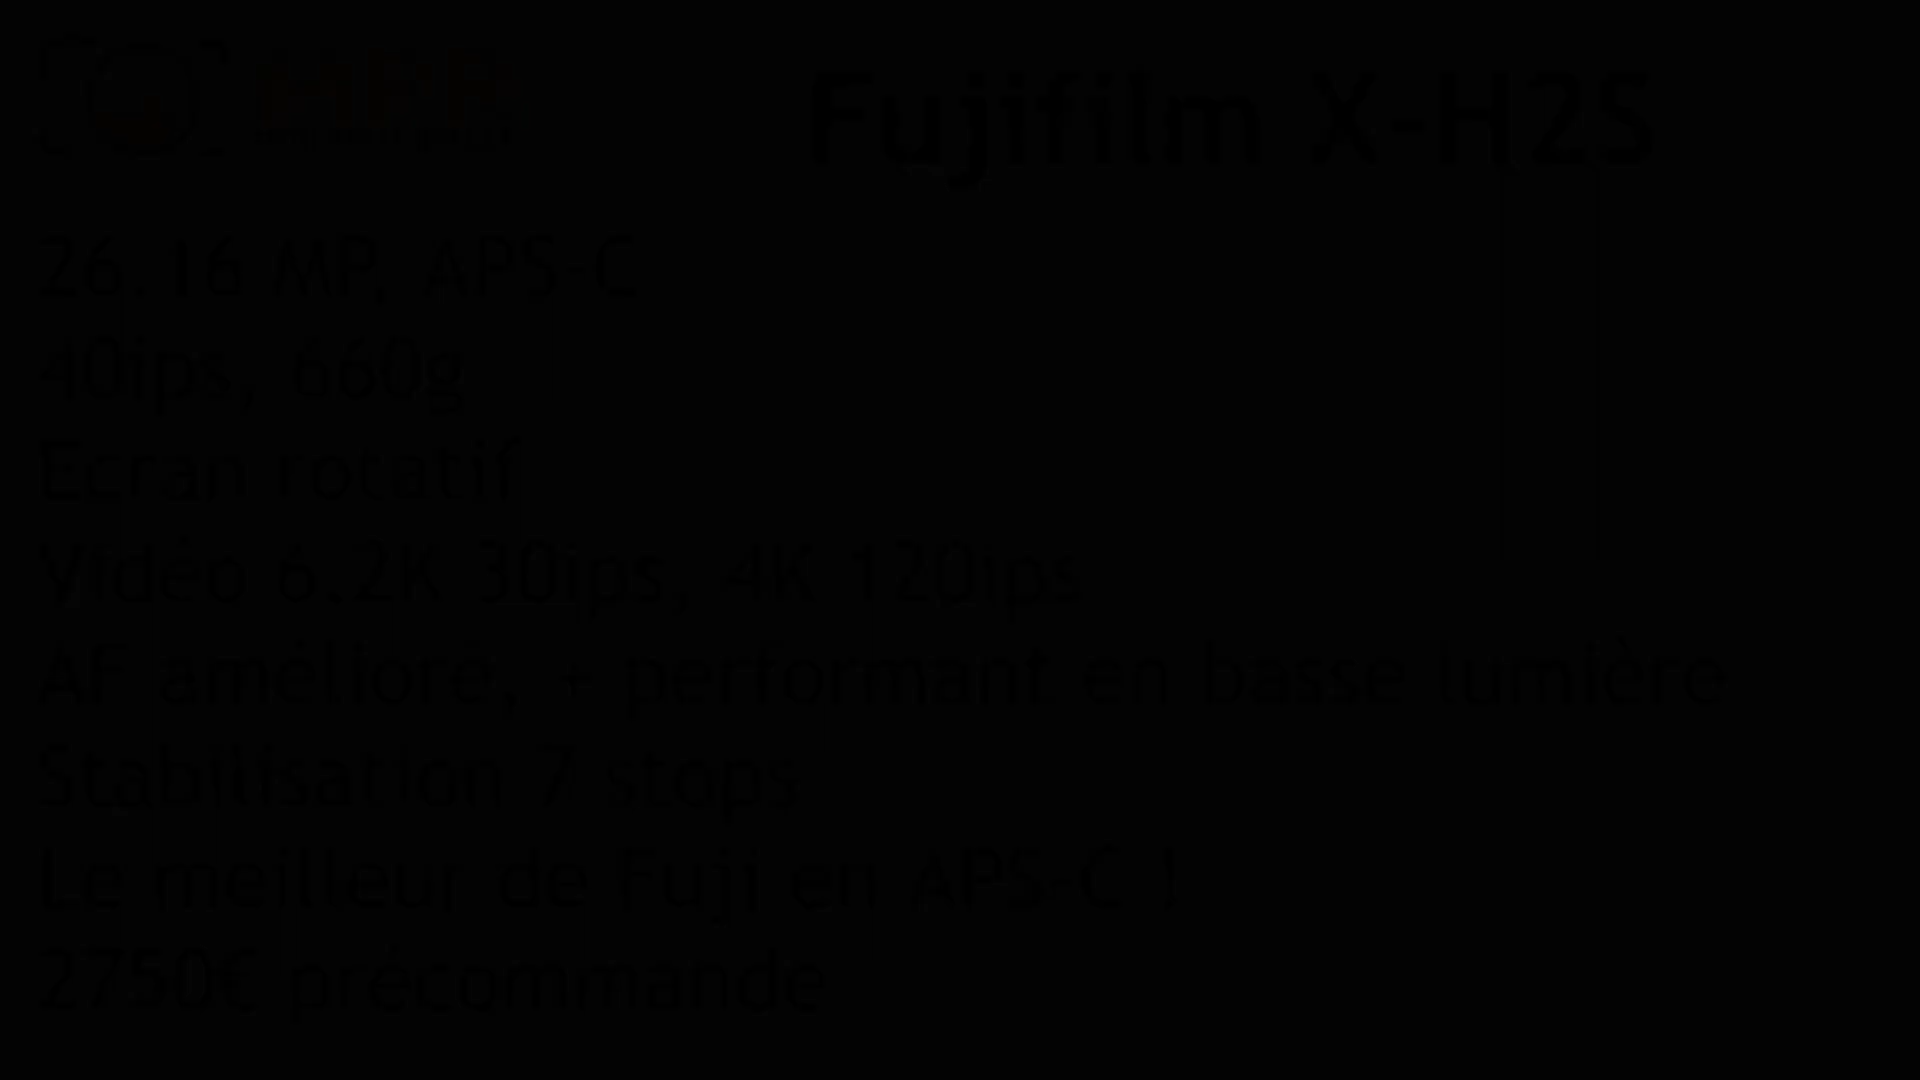 Fujifilm X-H2S
26.16 MP, APS-C
40ips, 660g
Ecran rotatif
Vidéo 6.2K 30ips, 4K 120ips
AF amélioré, + performant en basse lumière
Stabilisation 7 stops
Le meilleur de Fuji en APS-C !
2750€ précommande